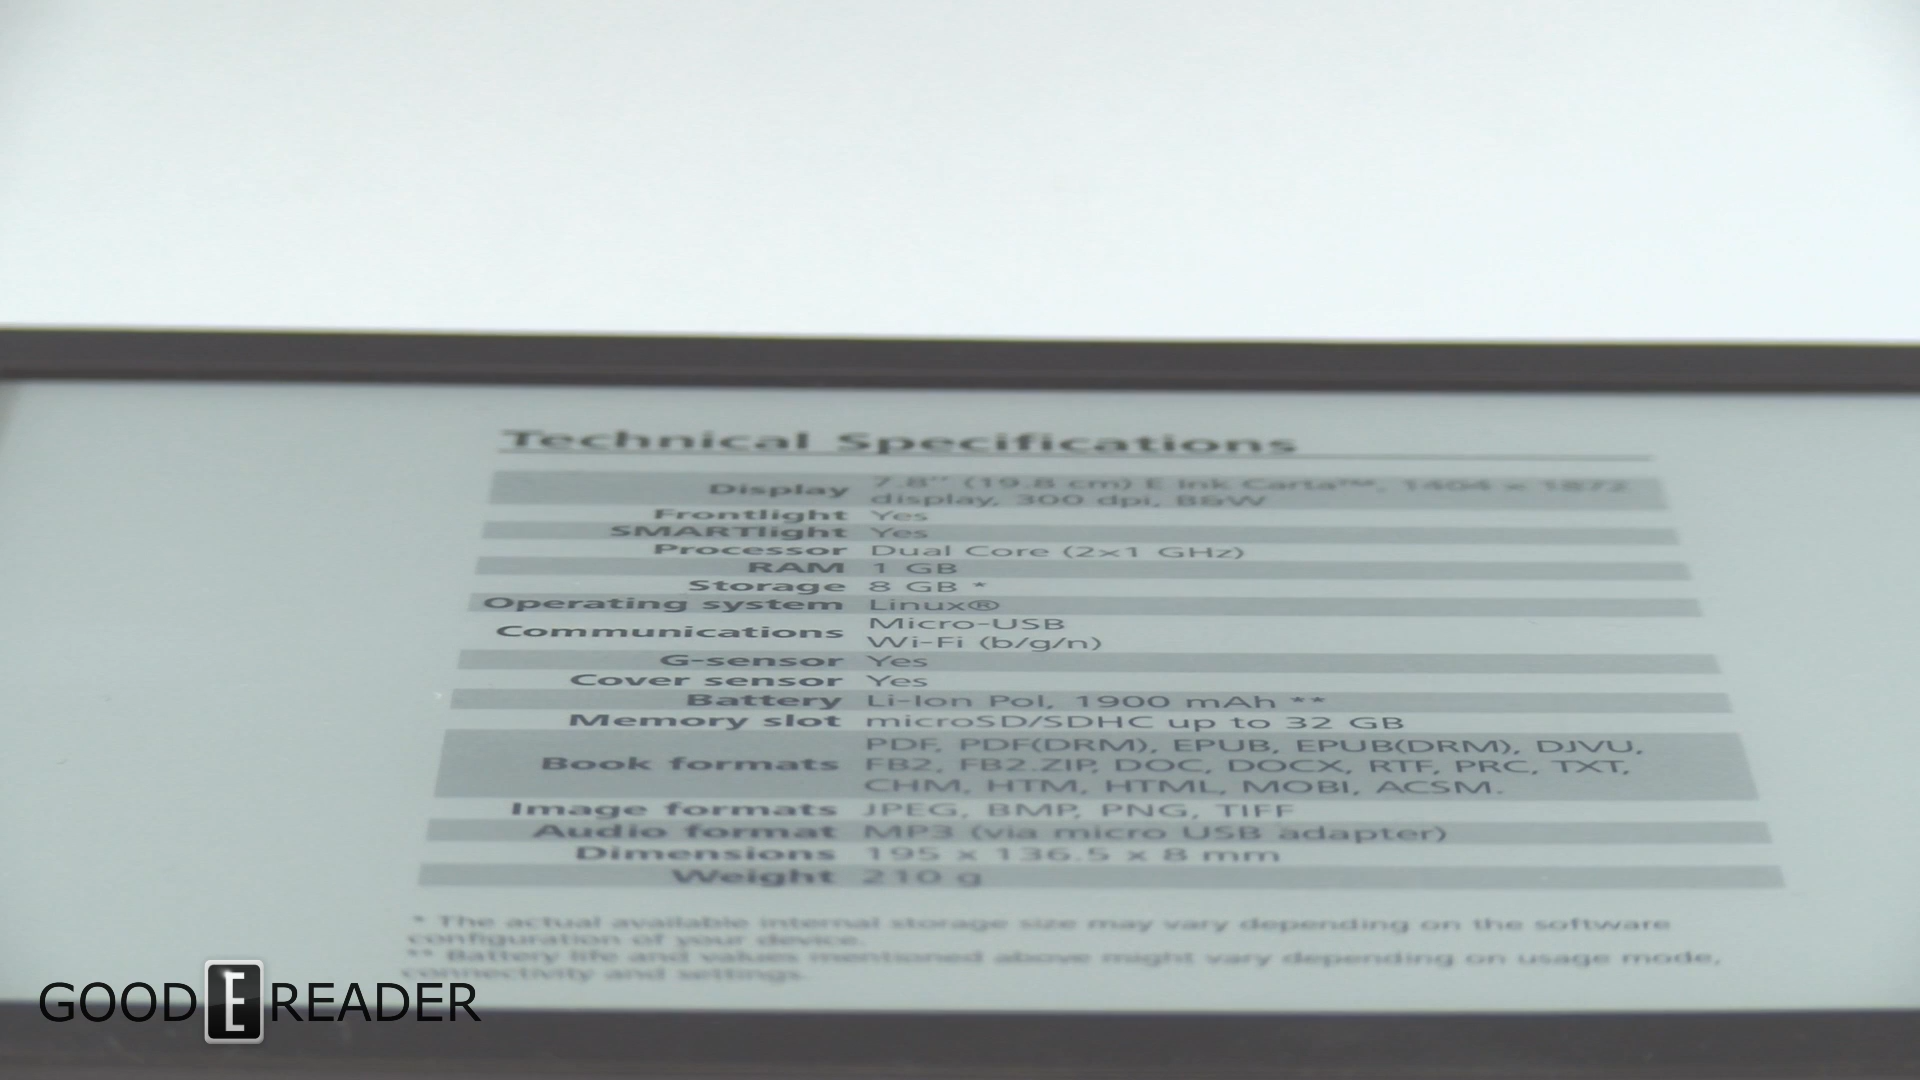 Technical Specifications
Display 7.8'' (19.8 cm) E Ink Carta™, 1404 x 1872
display, 300 dpi, B&W
Frontlight Yes
SMARTlight Yes
Processor Dual Core (2x1 GHz)
RAM 1 GB
Storage 8 GB *
Operating system Linux®
Communications Micro-USB
Wi-Fi (b/g/n)
G-sensor Yes
Cover sensor Yes
Battery Li-Ion Pol, 1900 mAh **
Memory slot microSD/SDHC up to 32 GB
Book formats PDF, PDF(DRM), EPUB, EPUB(DRM), DJVU,
FB2, FB2.ZIP, DOC, DOCX, RTF, PRC, TXT,
CHM, HTM, HTML, MOBI, ACSM.
Image formats JPEG, BMP, PNG, TIFF
Audio format MP3 (via micro USB adapter)
Dimensions 195 x 136.5 x 8 mm
Weight 210 g
* The actual available internal storage size may vary depending on the software
configuration of your device.
** Battery life and values mentioned above might vary depending on usage mode,
connectivity and settings.
GOOD E READER